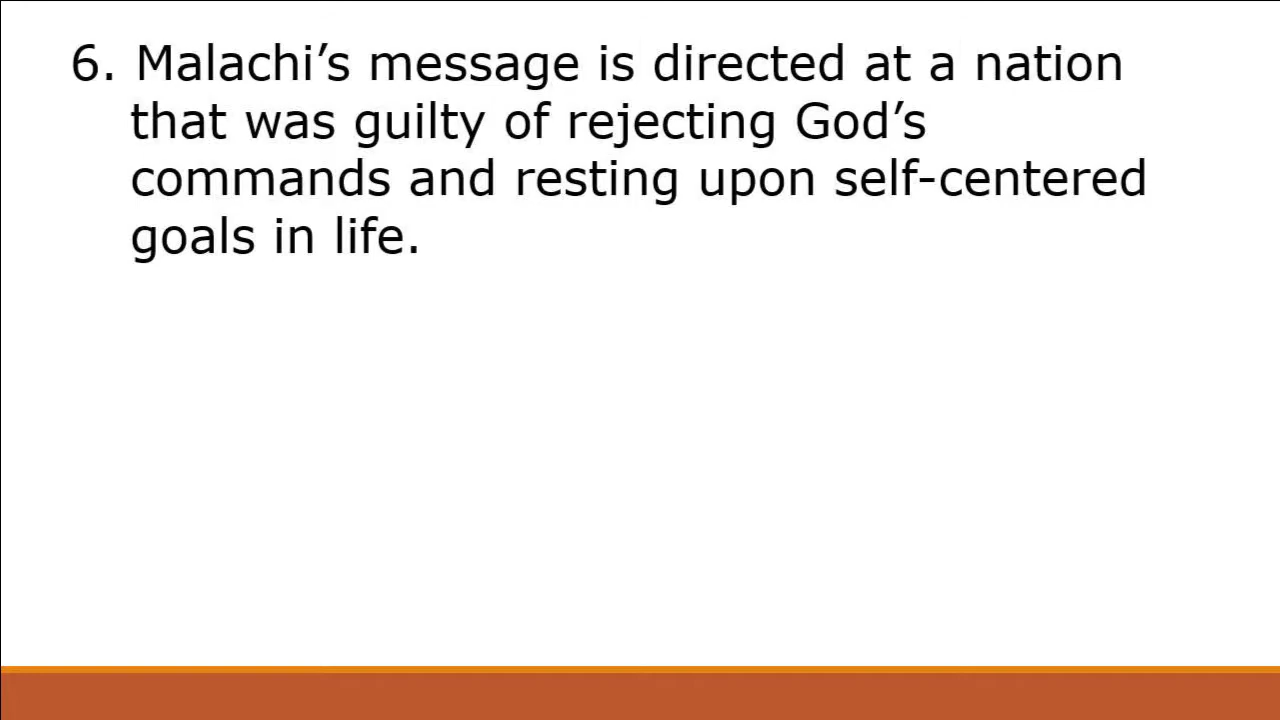 6. Malachi’s message is directed at a nation
that was guilty of rejecting God’s
commands and resting upon self-centered
goals in life.